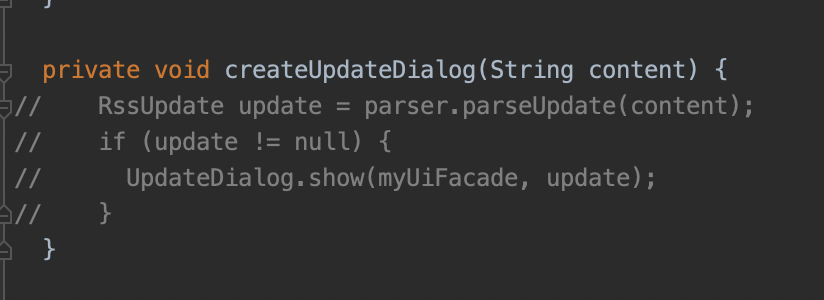 }
private void createUpdateDialog(String content) {
//    RssUpdate update = parser.parseUpdate(content);
//    if (update != null) {
//      UpdateDialog.show(myUiFacade, update);
//    }
}